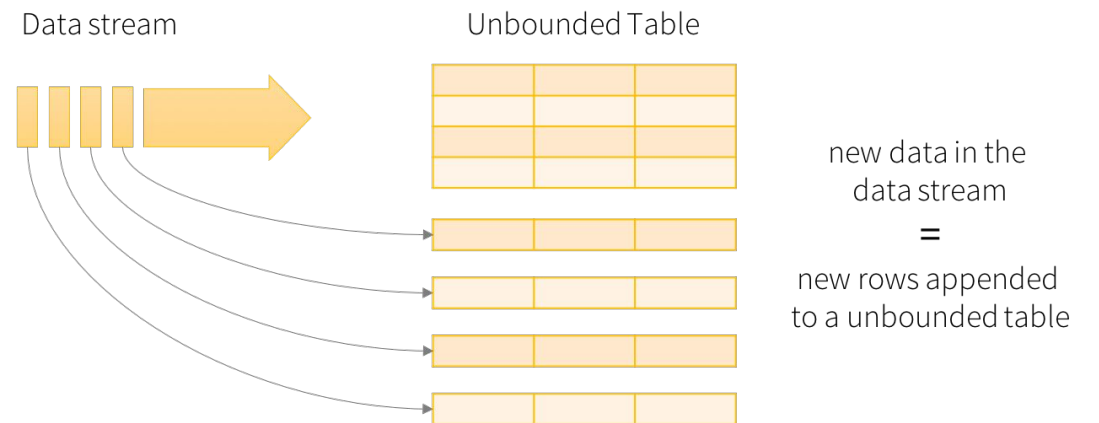 Data stream
Unbounded Table
new data in the
data stream
=
new rows appended
to a unbounded table